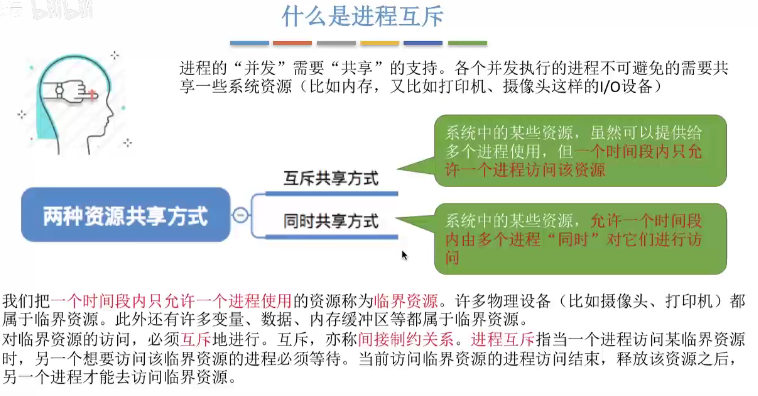 bilibili
什么是进程互斥
进程的“并发”需要“共享”的支持。各个并发执行的进程不可避免的需要共
享一些系统资源（比如内存，又比如打印机、摄像头这样的I/O设备）
两种资源共享方式
互斥共享方式
系统中的某些资源，虽然可以提供给
多个进程使用，但一个时间段内只允
许一个进程访问该资源
同时共享方式
系统中的某些资源，允许一个时间段
内由多个进程“同时”对它们进行访
问
我们把一个时间段内只允许一个进程使用的资源称为临界资源。许多物理设备（比如摄像头、打印机）都
属于临界资源。此外还有许多变量、数据、内存缓冲区等都属于临界资源。
对临界资源的访问，必须互斥地进行。互斥，亦称间接制约关系。进程互斥指当一个进程访问某临界资源
时，另一个想要访问该临界资源的进程必须等待。当前访问临界资源的进程访问结束，释放该资源之后，
另一个进程才能去访问临界资源。